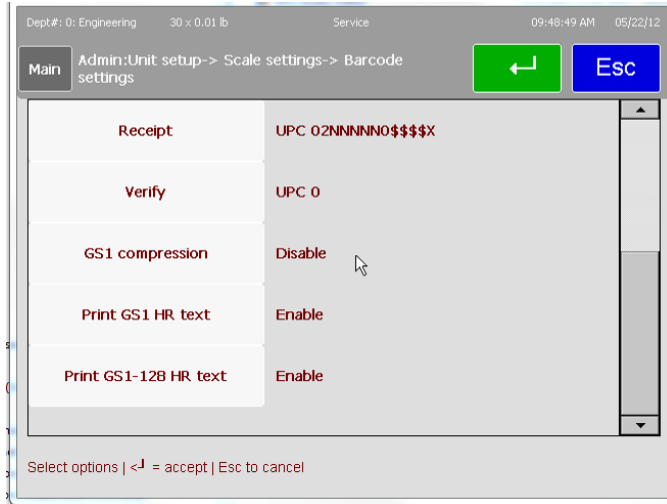 Dept#: 0: Engineering 30 x 0.01 lb Service 09:48:49 AM 05/22/12
Main
Admin:Unit setup-> Scale settings-> Barcode
settings
Esc
Receipt UPC 02NNNNN0$$$$X
Verify UPC 0
GS1 compression Disable
Print GS1 HR text Enable
Print GS1-128 HR text Enable
Select options | <┘ = accept | Esc to cancel